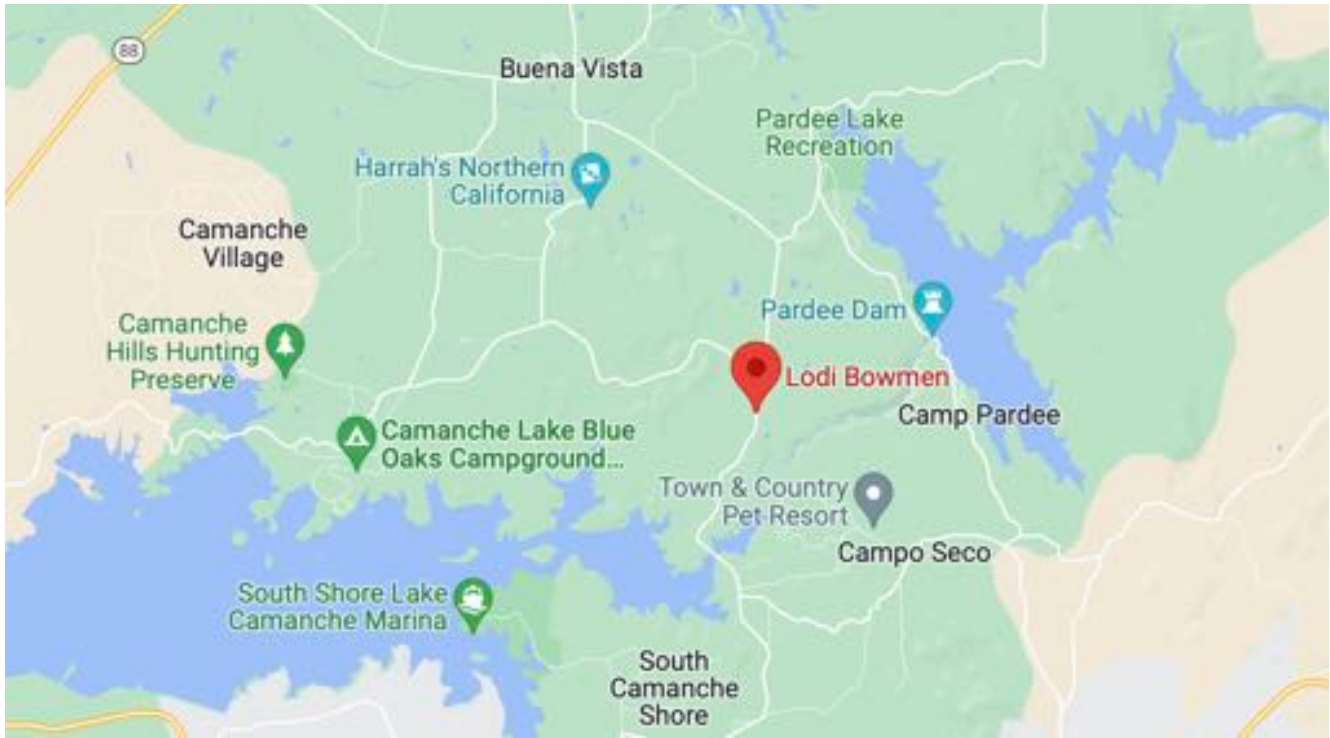 88
Buena Vista
Pardee Lake
Recreation
Harrah's Northern
California
Camanche
Village
Pardee Dam
Camanche
Hills Hunting
Preserve
Lodi Bowmen
Camp Pardee
Camanche Lake Blue
Oaks Campground...
Town & Country
Pet Resort
Campo Seco
South Shore Lake
Camanche Marina
South
Camanche
Shore